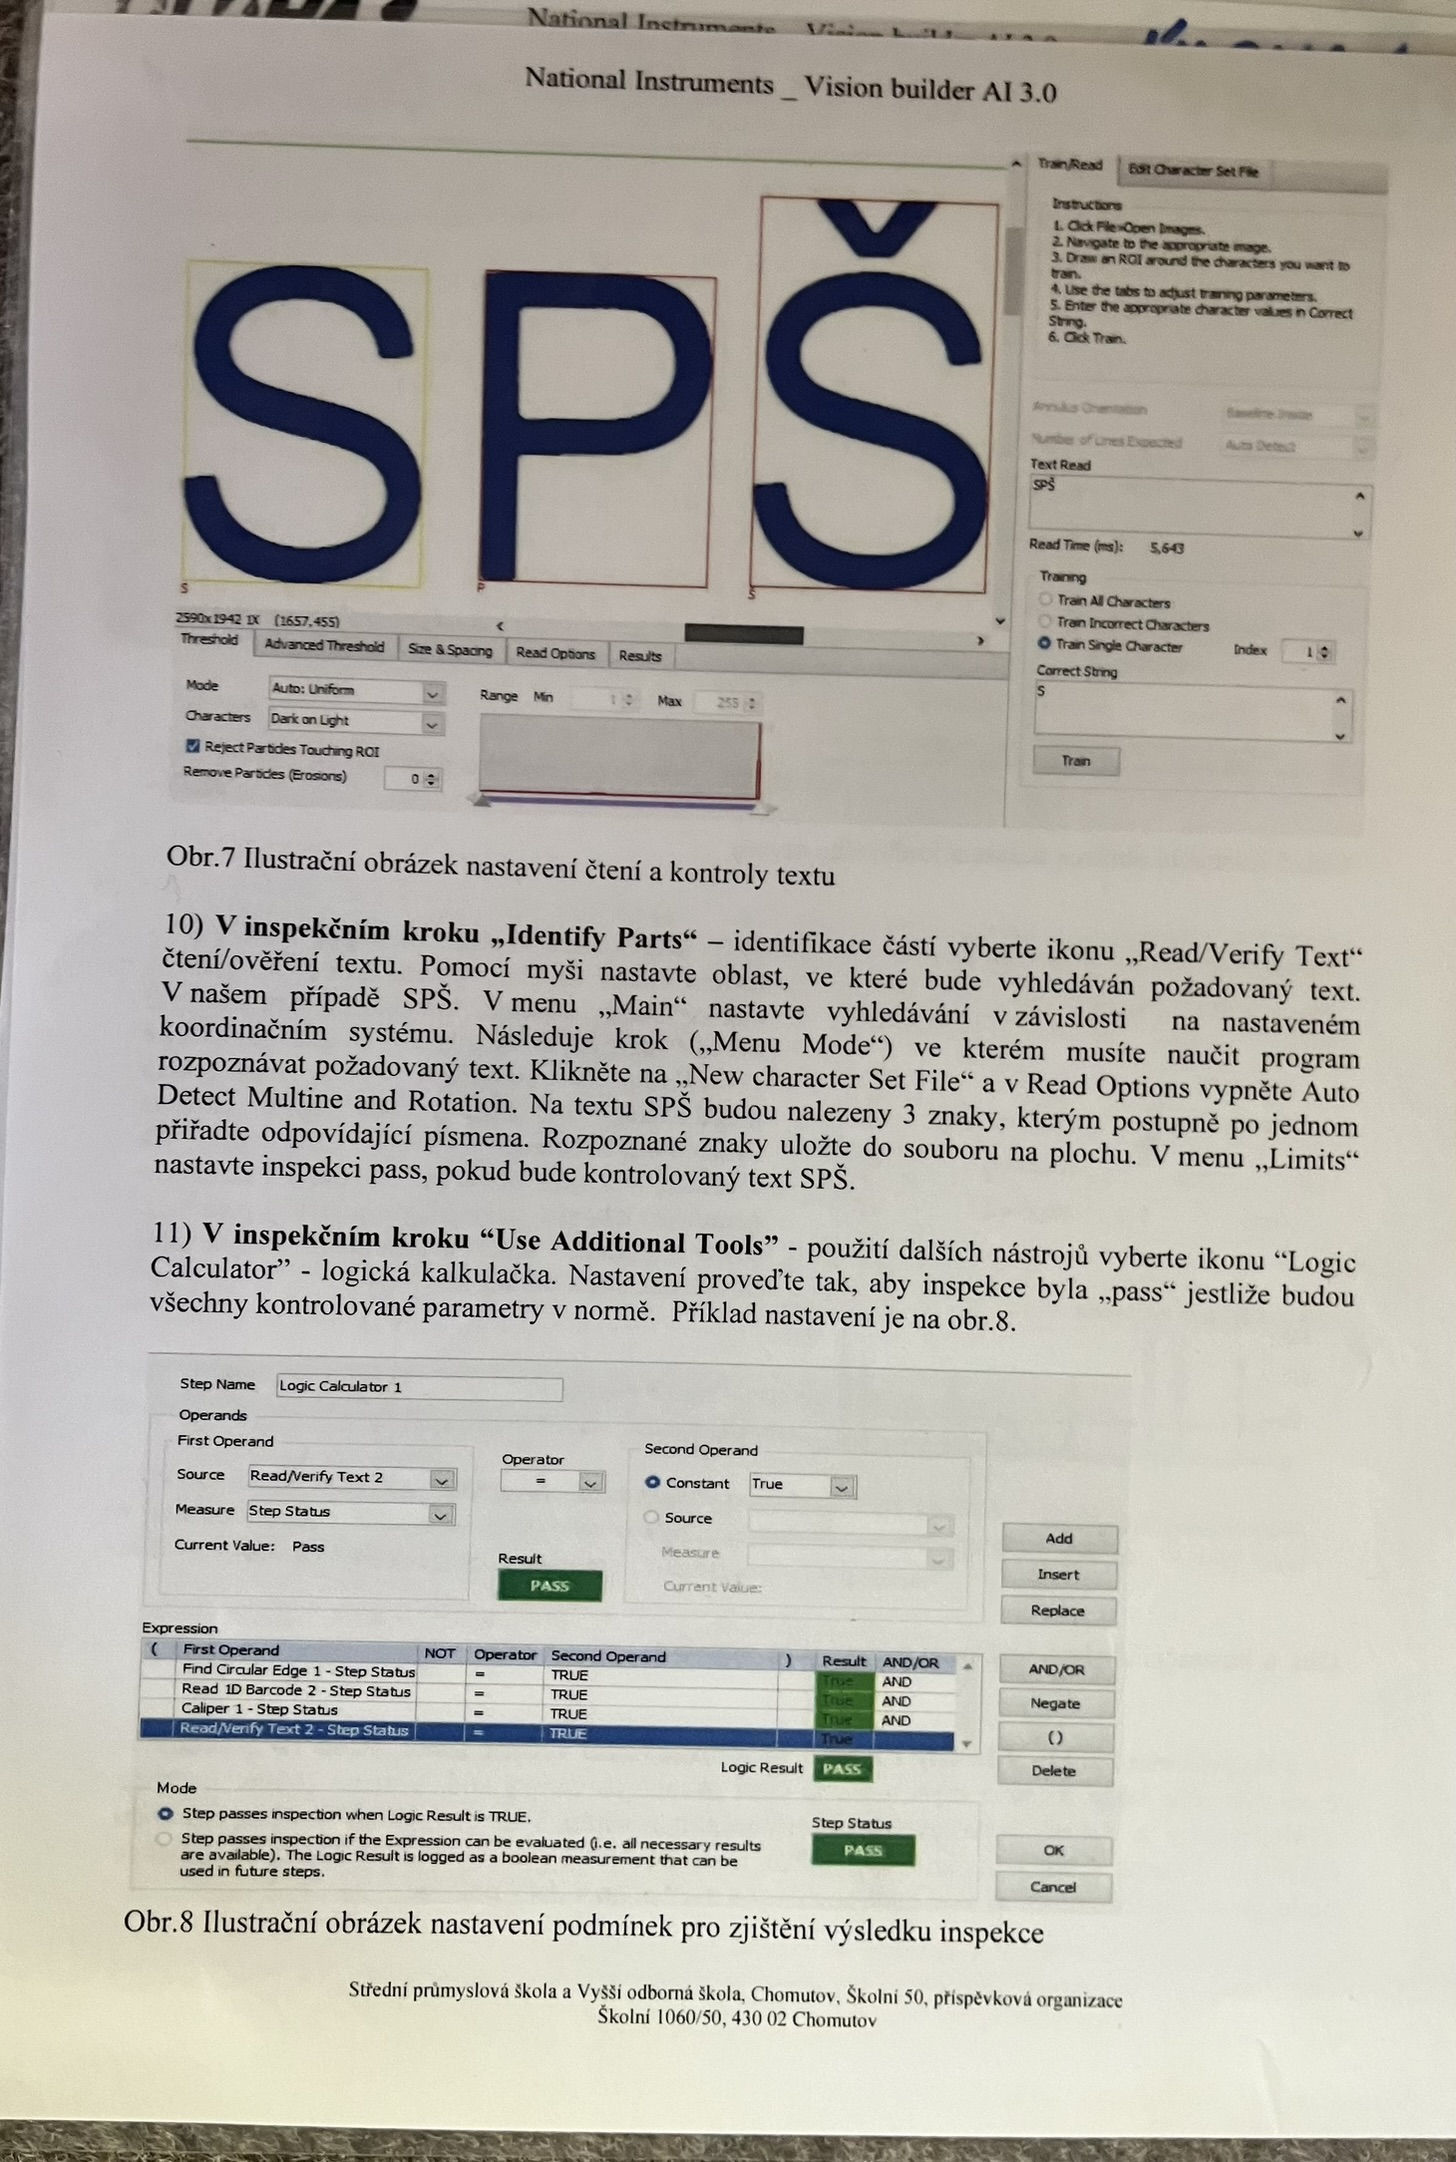 National Instruments _ Vision builder AI 3.0
National Instruments _ Vision builder AI 3.0
SPŠ
S
P
Š
2590x1942 1X (1657,455)
Threshold Advanced Threshold Size & Spacing Read Options Results
Mode Auto: Uniform
Characters Dark on Light
Reject Particles Touching ROI
Remove Particles (Erosions) 0
Range Min 1 Max 255
Train/Read Edit Character Set File
Instructions
1. Click File»Open Images.
2. Navigate to the appropriate image.
3. Draw an ROI around the characters you want to
train.
4. Use the tabs to adjust training parameters.
5. Enter the appropriate character values in Correct
String.
6. Click Train.
Annulus Orientation Baseline Inside
Number of Lines Expected Auto Detect
Text Read
SPŠ
Read Time (ms): 5,643
Training
Train All Characters
Train Incorrect Characters
Train Single Character Index 1
Correct String
S
Train
Obr.7 Ilustrační obrázek nastavení čtení a kontroly textu
10) V inspekčním kroku „Identify Parts“ – identifikace částí vyberte ikonu „Read/Verify Text“
čtení/ověření textu. Pomocí myši nastavte oblast, ve které bude vyhledáván požadovaný text.
V našem případě SPŠ. V menu „Main“ nastavte vyhledávání v závislosti na nastaveném
koordinačním systému. Následuje krok („Menu Mode“) ve kterém musíte naučit program
rozpoznávat požadovaný text. Klikněte na „New character Set File“ a v Read Options vypněte Auto
Detect Multine and Rotation. Na textu SPŠ budou nalezeny 3 znaky, kterým postupně po jednom
přiřadte odpovídající písmena. Rozpoznané znaky uložte do souboru na plochu. V menu „Limits“
nastavte inspekci pass, pokud bude kontrolovaný text SPŠ.
11) V inspekčním kroku “Use Additional Tools” - použití dalších nástrojů vyberte ikonu “Logic
Calculator” - logická kalkulačka. Nastavení proveďte tak, aby inspekce byla „pass“ jestliže budou
všechny kontrolované parametry v normě. Příklad nastavení je na obr.8.
Step Name Logic Calculator 1
Operands
First Operand
Source Read/Verify Text 2
Measure Step Status
Current Value: Pass
Operator
=
Result
PASS
Second Operand
Constant True
Source
Measure
Current Value:
Add
Insert
Replace
Expression
( First Operand NOT Operator Second Operand ) Result AND/OR
Find Circular Edge 1 - Step Status = TRUE True AND
Read 1D Barcode 2 - Step Status = TRUE True AND
Caliper 1 - Step Status = TRUE True AND
Read/Verify Text 2 - Step Status = TRUE True
AND/OR
Negate
()
Delete
Logic Result PASS
Mode
Step passes inspection when Logic Result is TRUE.
Step passes inspection if the Expression can be evaluated (i.e. all necessary results
are available). The Logic Result is logged as a boolean measurement that can be
used in future steps.
Step Status
PASS
OK
Cancel
Obr.8 Ilustrační obrázek nastavení podmínek pro zjištění výsledku inspekce
Střední průmyslová škola a Vyšší odborná škola, Chomutov, Školní 50, příspěvková organizace
Školní 1060/50, 430 02 Chomutov